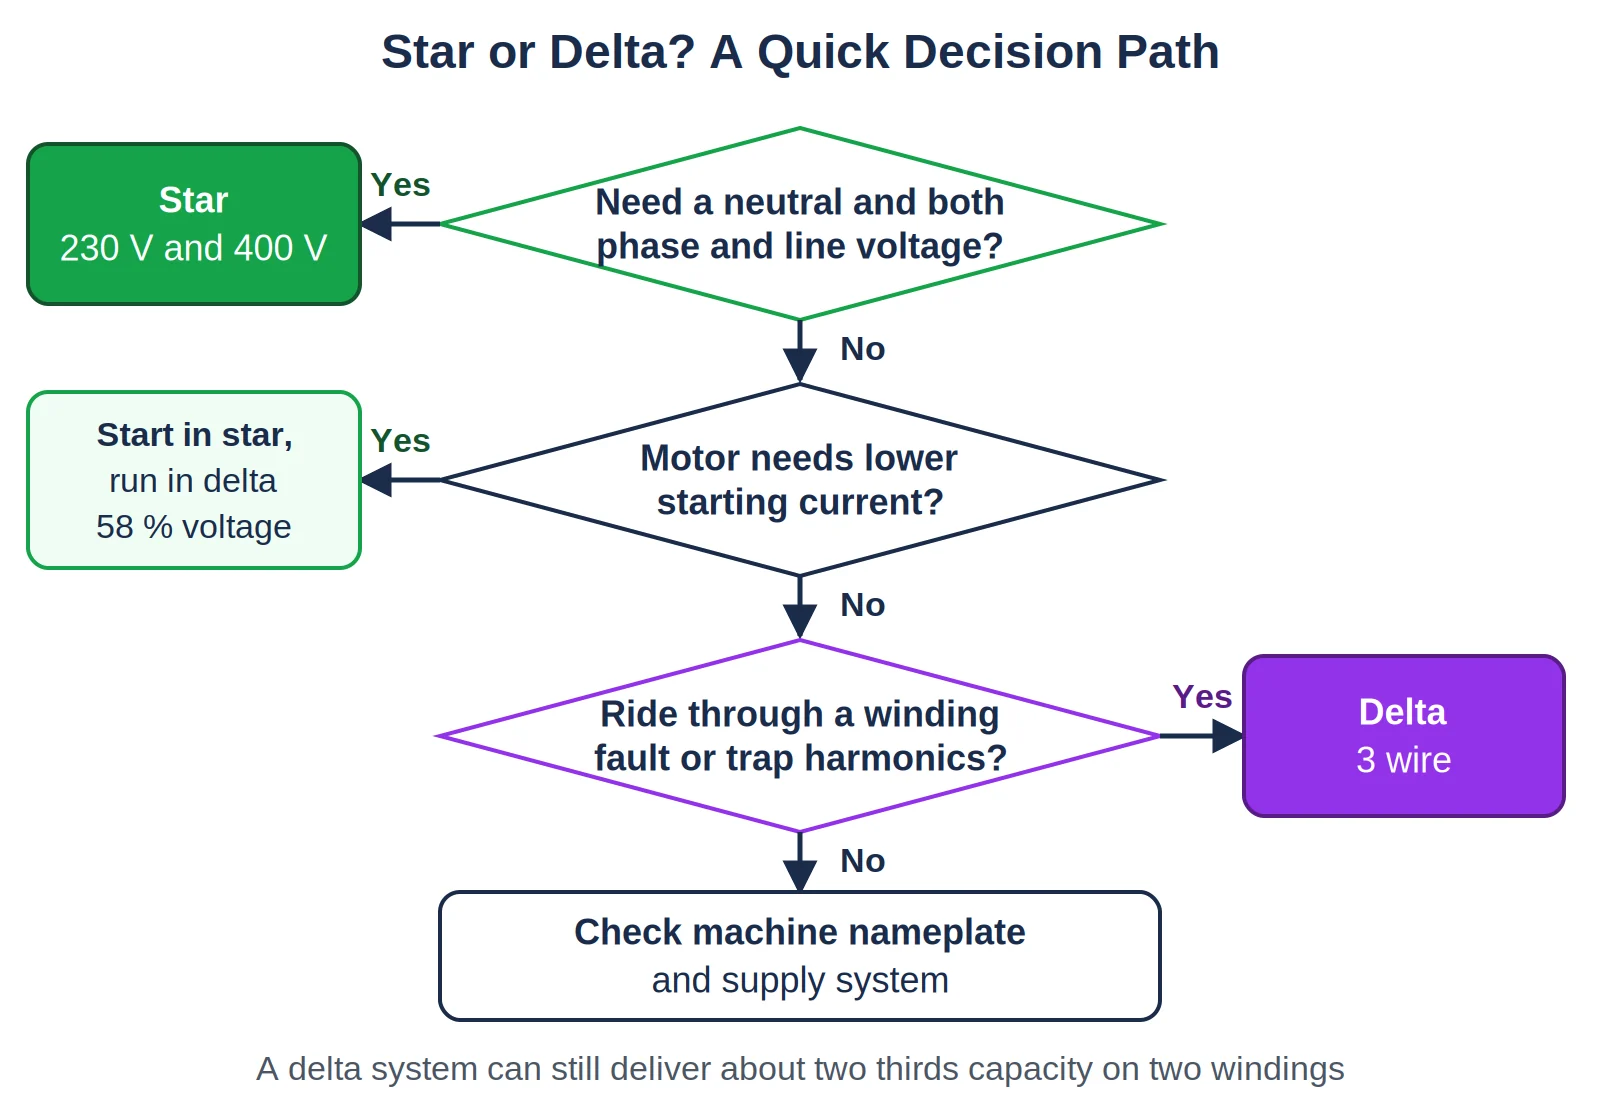 Star or Delta? A Quick Decision Path
Need a neutral and both
phase and line voltage?
Yes
Star
230 V and 400 V
No
Motor needs lower
starting current?
Yes
Start in star,
run in delta
58 % voltage
No
Ride through a winding
fault or trap harmonics?
Yes
Delta
3 wire
No
Check machine nameplate
and supply system
A delta system can still deliver about two thirds capacity on two windings